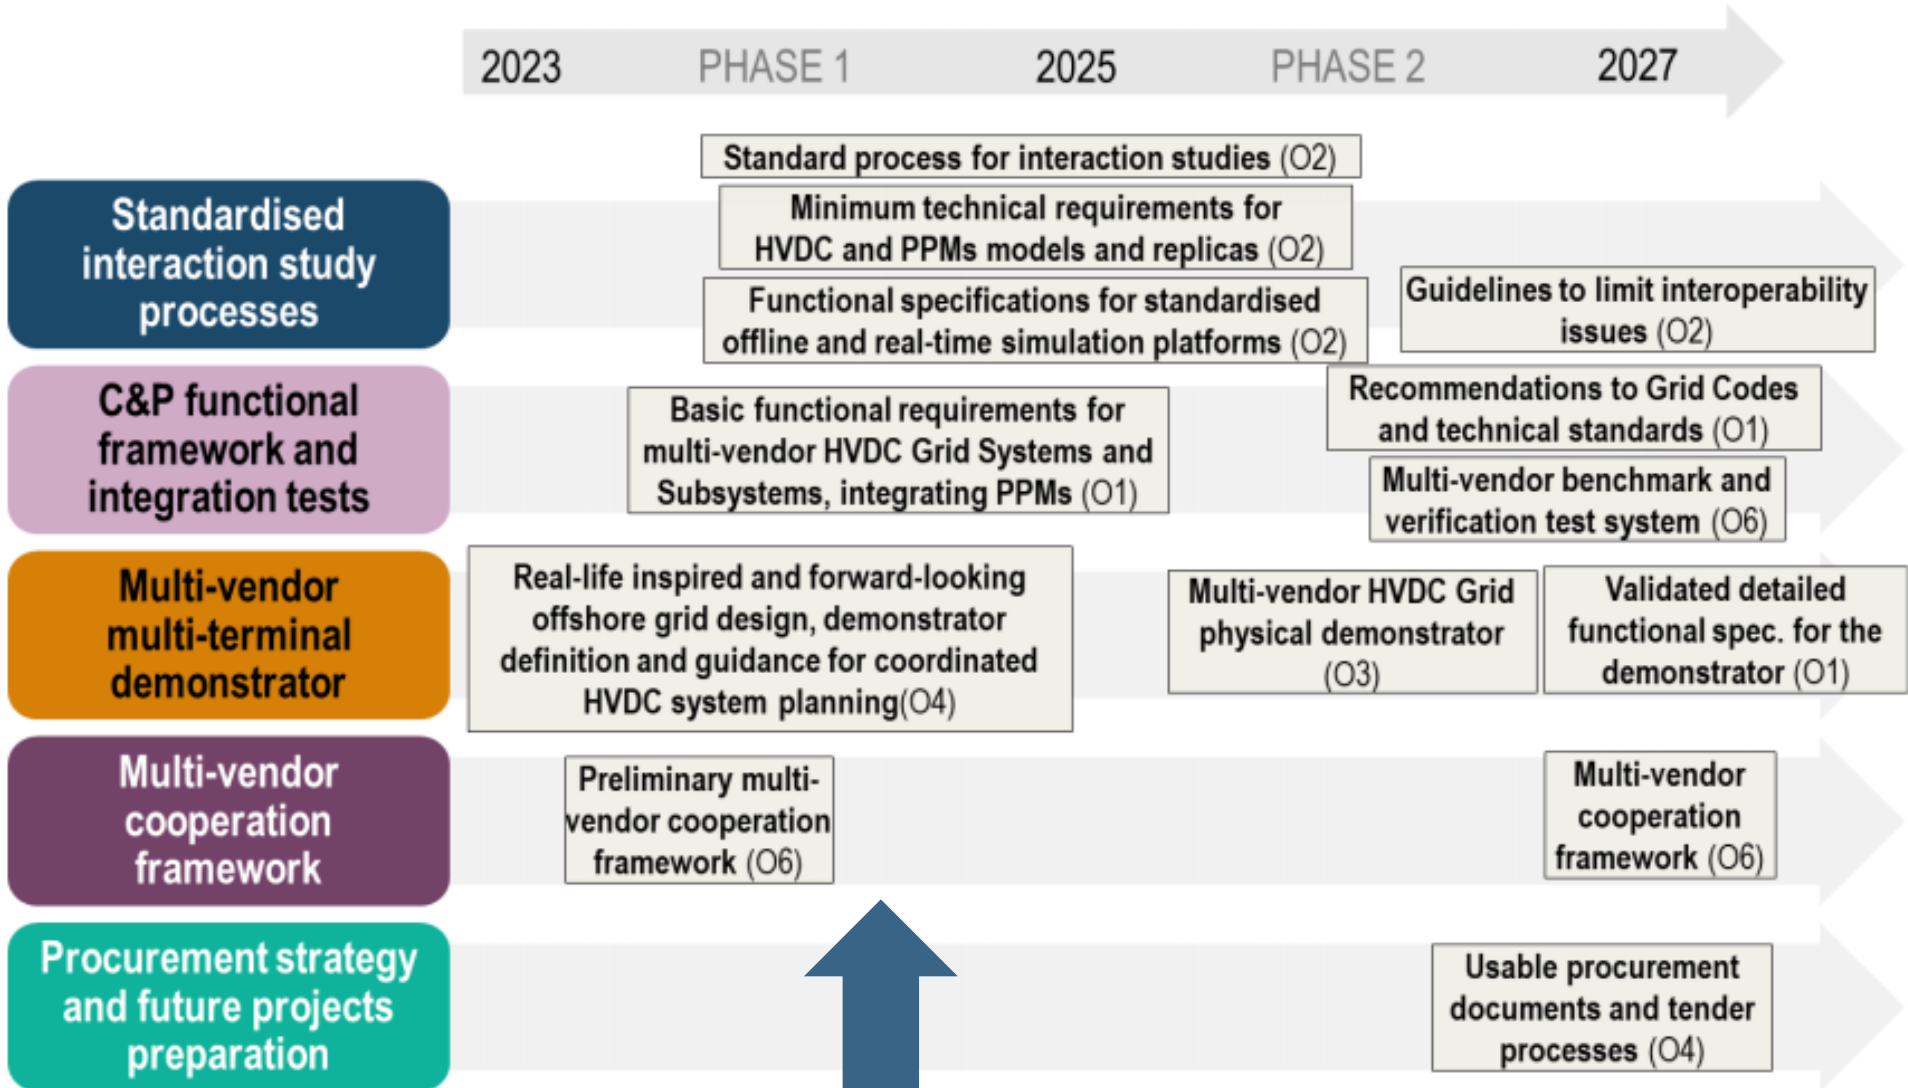 2023 PHASE 1 2025 PHASE 2 2027
Standardised
interaction study
processes
Standard process for interaction studies (O2)
Minimum technical requirements for
HVDC and PPMs models and replicas (O2)
Functional specifications for standardised
offline and real-time simulation platforms (O2)
Guidelines to limit interoperability
issues (O2)
C&P functional
framework and
integration tests
Basic functional requirements for
multi-vendor HVDC Grid Systems and
Subsystems, integrating PPMs (O1)
Recommendations to Grid Codes
and technical standards (O1)
Multi-vendor benchmark and
verification test system (O6)
Multi-vendor
multi-terminal
demonstrator
Real-life inspired and forward-looking
offshore grid design, demonstrator
definition and guidance for coordinated
HVDC system planning(O4)
Multi-vendor HVDC Grid
physical demonstrator
(O3)
Validated detailed
functional spec. for the
demonstrator (O1)
Multi-vendor
cooperation
framework
Preliminary multi-
vendor cooperation
framework (O6)
Multi-vendor
cooperation
framework (O6)
Procurement strategy
and future projects
preparation
Usable procurement
documents and tender
processes (O4)